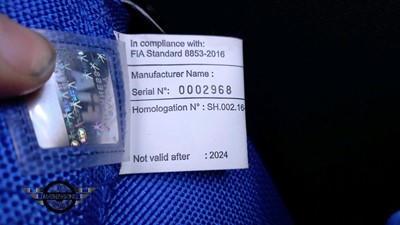 In compliance with:
FIA Standard 8853-2016
Manufacturer Name :
Serial N°: 0002968
Homologation N° : SH.002.16
Not valid after : 2024